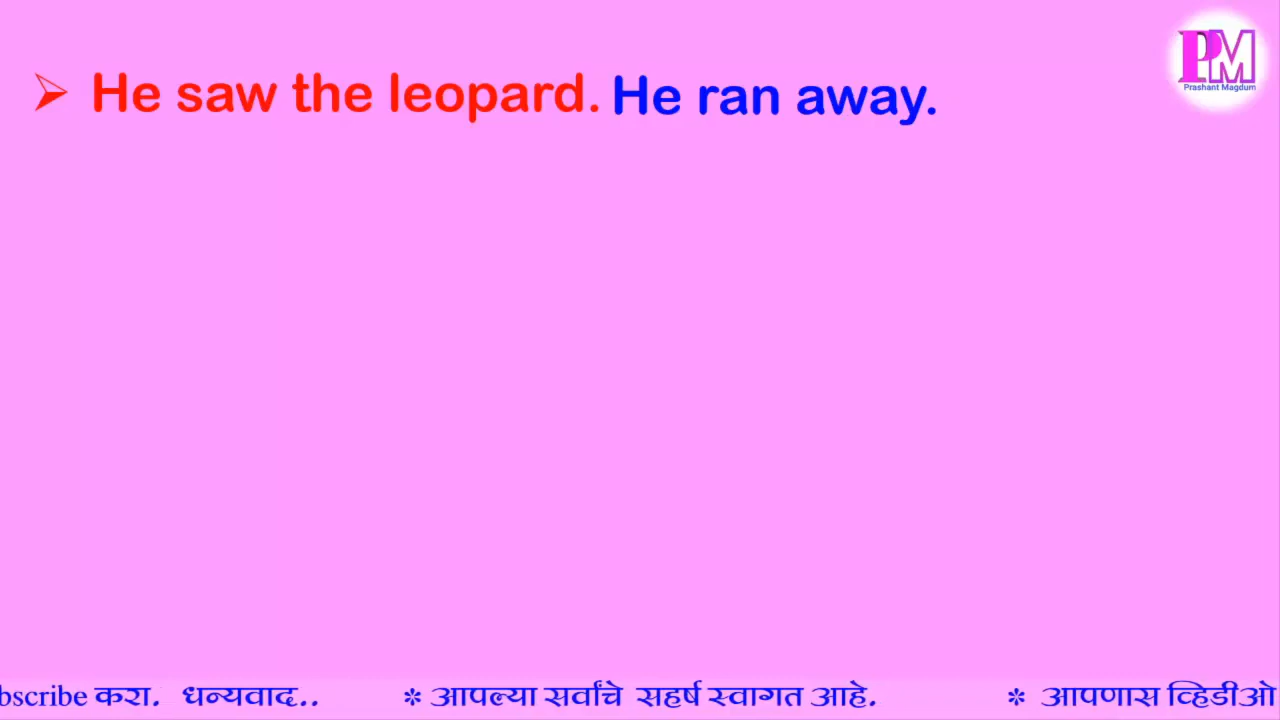 ➢ He saw the leopard. He ran away.
PM
Prashant Magdum
bscribe करा. धन्यवाद.. * आपल्या सर्वांचे सहर्ष स्वागत आहे. * आपणास व्हिडीओ